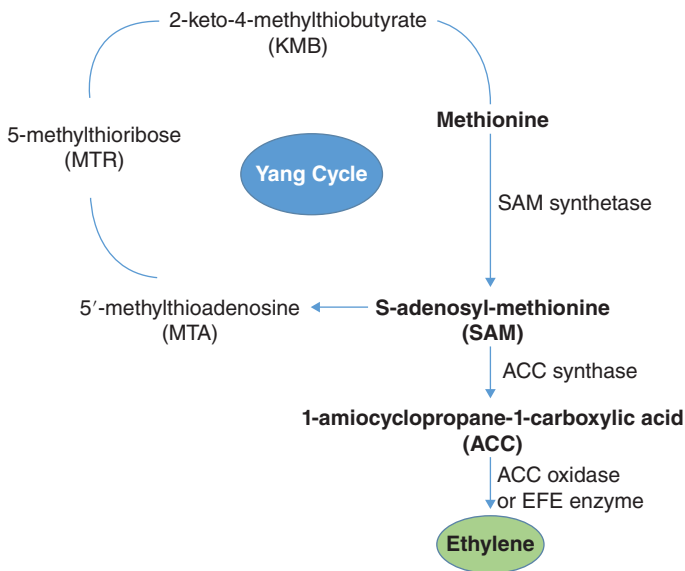 2-keto-4-methylthiobutyrate
(KMB)
Methionine
5-methylthioribose
(MTR)
Yang Cycle
SAM synthetase
5′-methylthioadenosine
(MTA)
S-adenosyl-methionine
(SAM)
ACC synthase
1-amiocyclopropane-1-carboxylic acid
(ACC)
ACC oxidase
or EFE enzyme
Ethylene